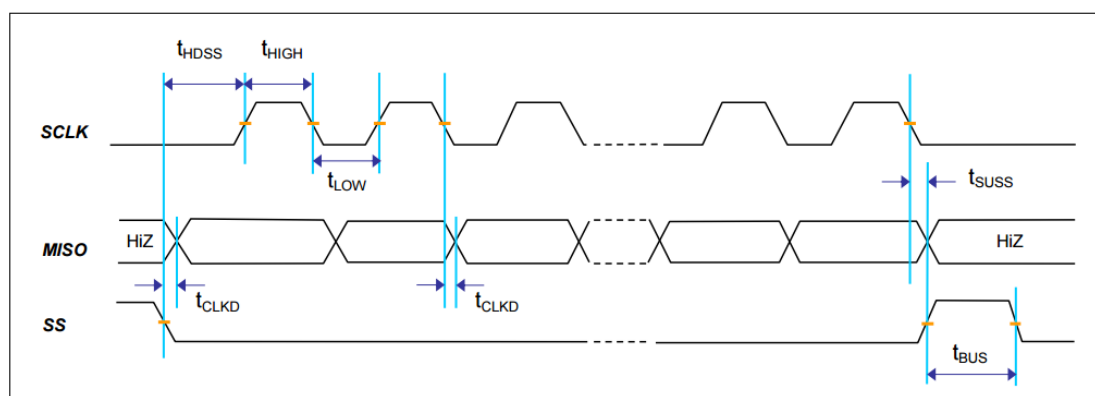 tHDSS tHIGH
SCLK
tLOW
tSUSS
HiZ HiZ
MISO
tCLKD tCLKD
SS
tBUS